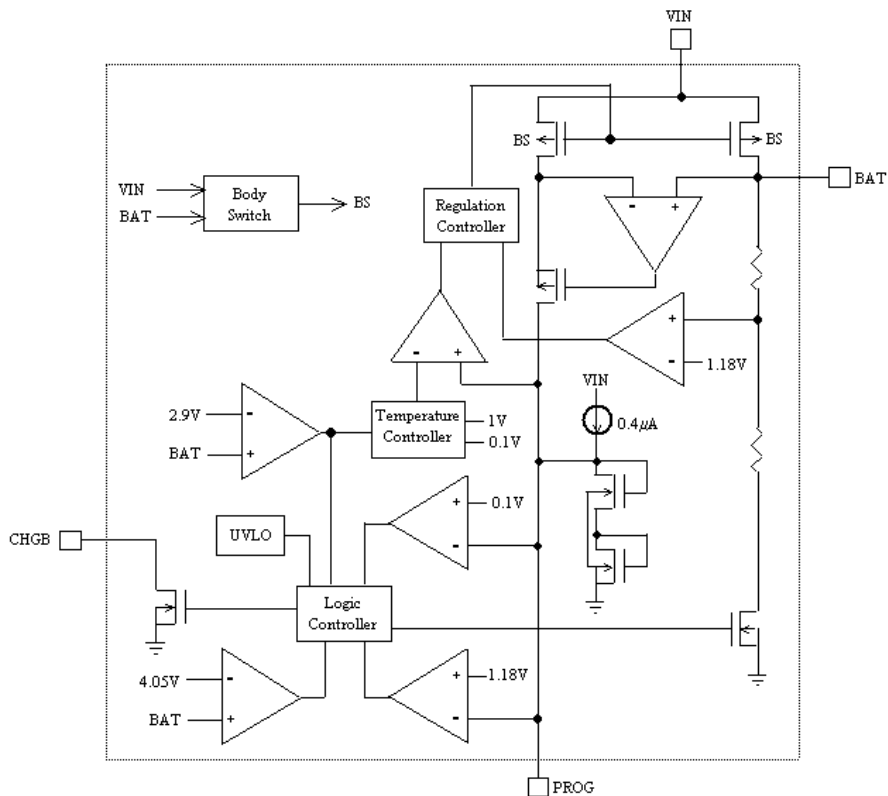 VIN
BS
BS
BAT
VIN
BAT
Body
Switch
BS
Regulation
Controller
-
+
+
-
1.18V
-
+
2.9V
-
BAT
+
Temperature
Controller
1V
0.1V
VIN
0.4μA
+
0.1V
-
CHGB
UVLO
Logic
Controller
4.05V
-
BAT
+
+
1.18V
-
PROG